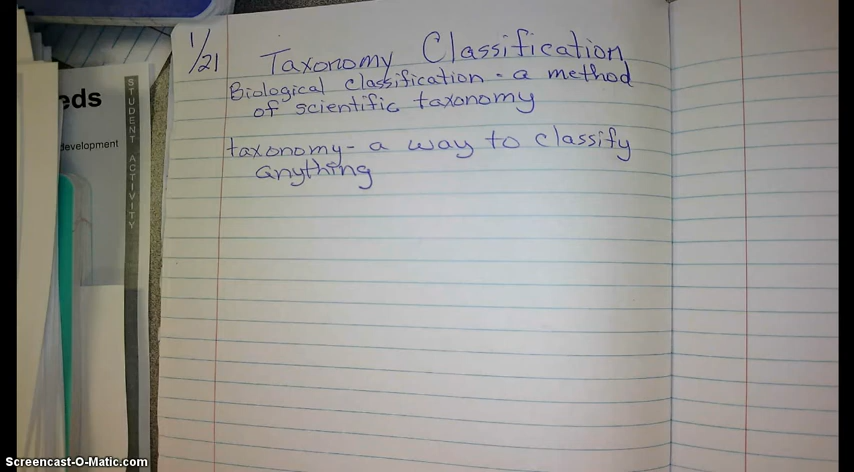 1/21
Taxonomy Classification
Biological classification - a method
of scientific taxonomy
taxonomy - a way to classify
anything
eds
development
STUDENT ACTIVITY
Screencast-O-Matic.com